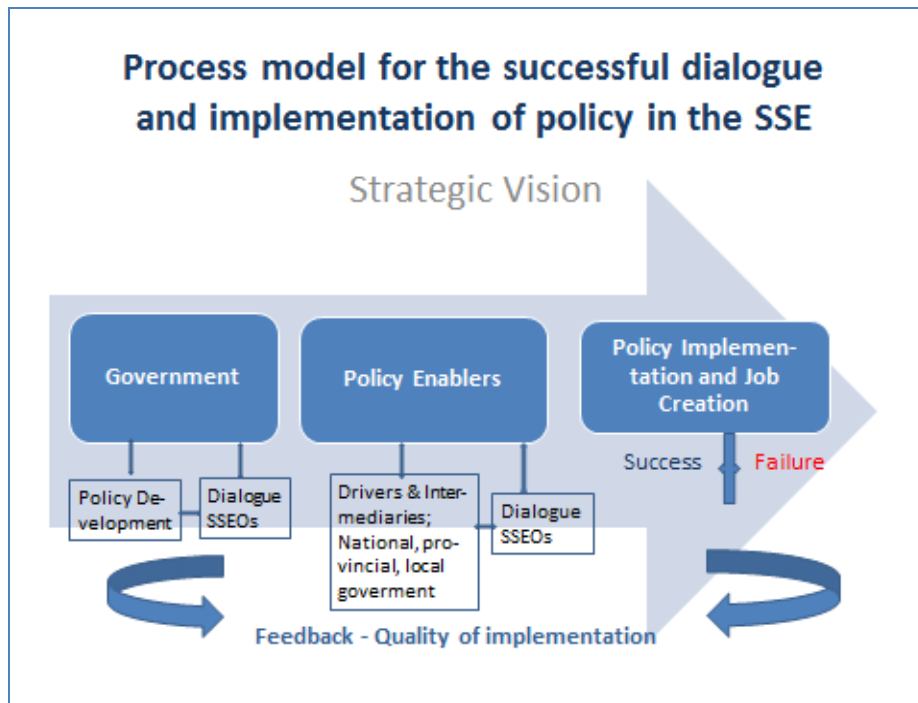 Process model for the successful dialogue
and implementation of policy in the SSE
Strategic Vision
Government
Policy Enablers
Policy Implemen-
tation and Job
Creation
Success
Failure
Policy De-
velopment
Dialogue
SSEOs
Drivers & Inter-
mediaries;
National, pro-
vincial, local
goverment
Dialogue
SSEOs
Feedback - Quality of implementation